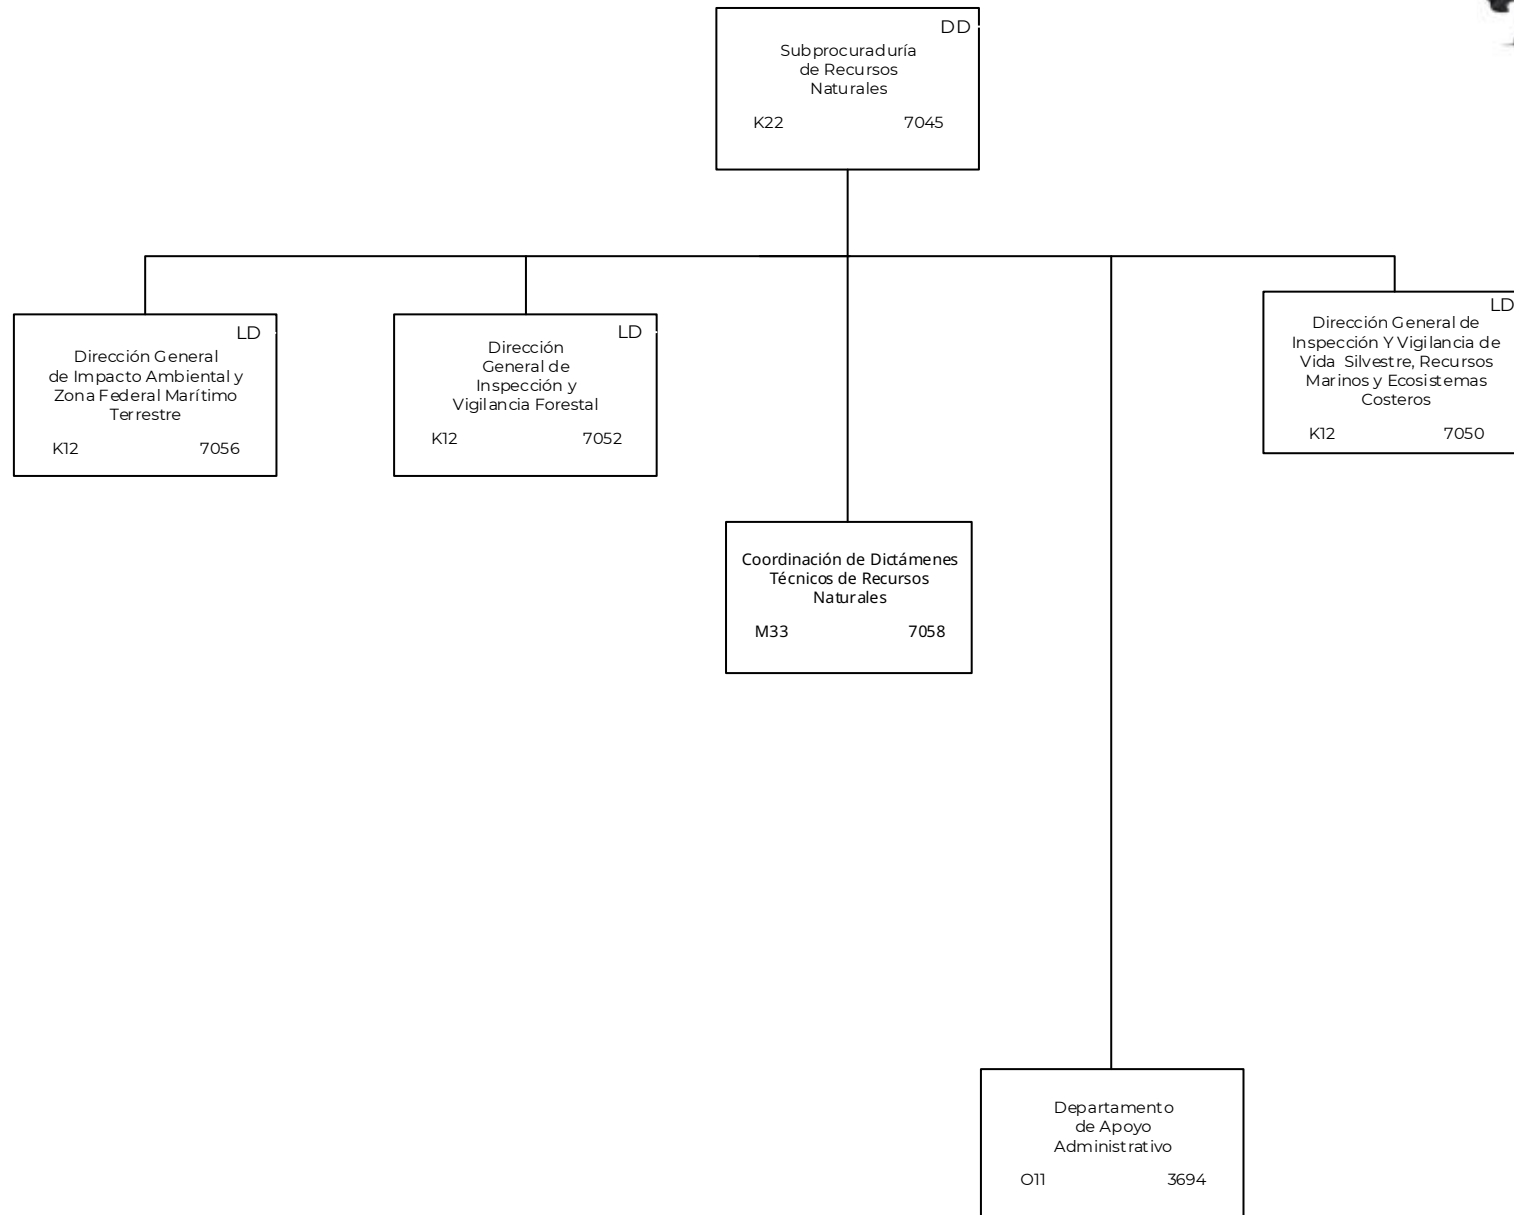 DD
Subprocuraduría
de Recursos
Naturales
K22 7045
LD
Dirección General
de Impacto Ambiental y
Zona Federal Marítimo
Terrestre
K12 7056
LD
Dirección
General de
Inspección y
Vigilancia Forestal
K12 7052
LD
Dirección General de
Inspección Y Vigilancia de
Vida Silvestre, Recursos
Marinos y Ecosistemas
Costeros
K12 7050
Coordinación de Dictámenes
Técnicos de Recursos
Naturales
M33 7058
Departamento
de Apoyo
Administrativo
O11 3694